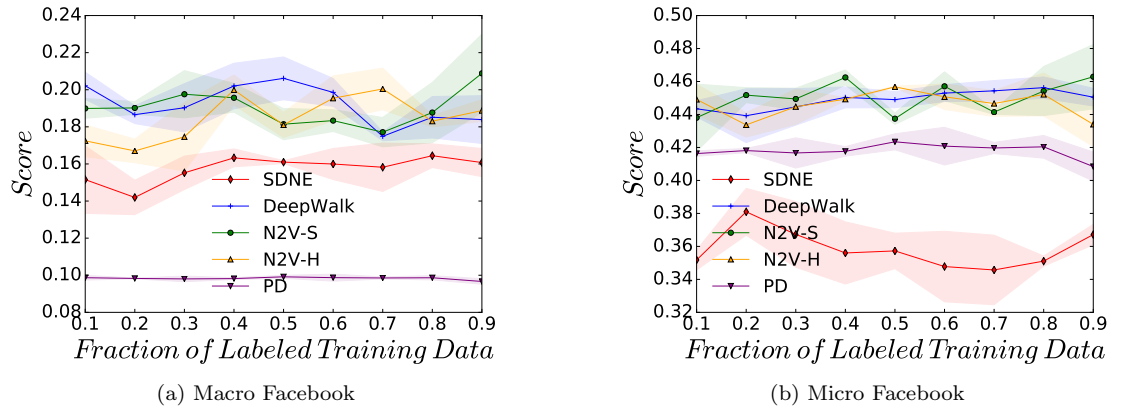 0.24
0.22
0.20
0.18
0.16
0.14
0.12
0.10
0.08
Score
SDNE
DeepWalk
N2V-S
N2V-H
PD
0.1 0.2 0.3 0.4 0.5 0.6 0.7 0.8 0.9
Fraction of Labeled Training Data
(a) Macro Facebook
0.50
0.48
0.46
0.44
0.42
0.40
0.38
0.36
0.34
0.32
Score
SDNE
DeepWalk
N2V-S
N2V-H
PD
0.1 0.2 0.3 0.4 0.5 0.6 0.7 0.8 0.9
Fraction of Labeled Training Data
(b) Micro Facebook